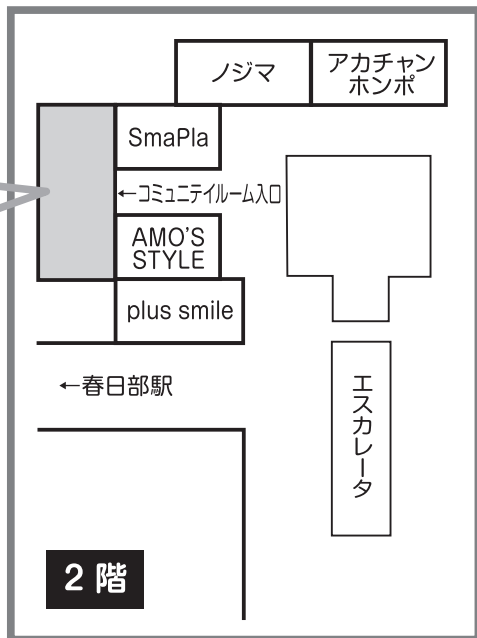 ノジマ
アカチャン
ホンポ
SmaPla
←コミュニテイルーム入口
AMO'S
STYLE
plus smile
←春日部駅
エスカレータ
2 階